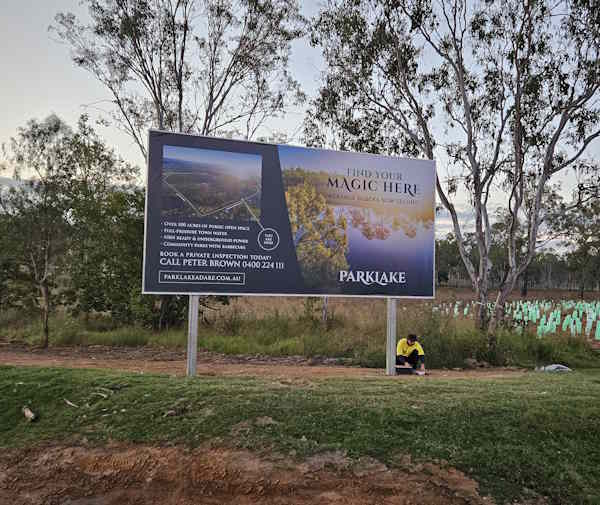 FIND YOUR
MAGIC HERE
• OVER 100 ACRES OF PUBLIC OPEN SPACE
• FULL-PRESSURE TOWN WATER
• NBN READY & UNDERGROUND POWER
• COMMUNITY PARKS WITH BARBECUES
BOOK A PRIVATE INSPECTION TODAY!
CALL PETER BROWN 0400 224 111
PARKLAKEADARE.COM.AU
PARKLAKE